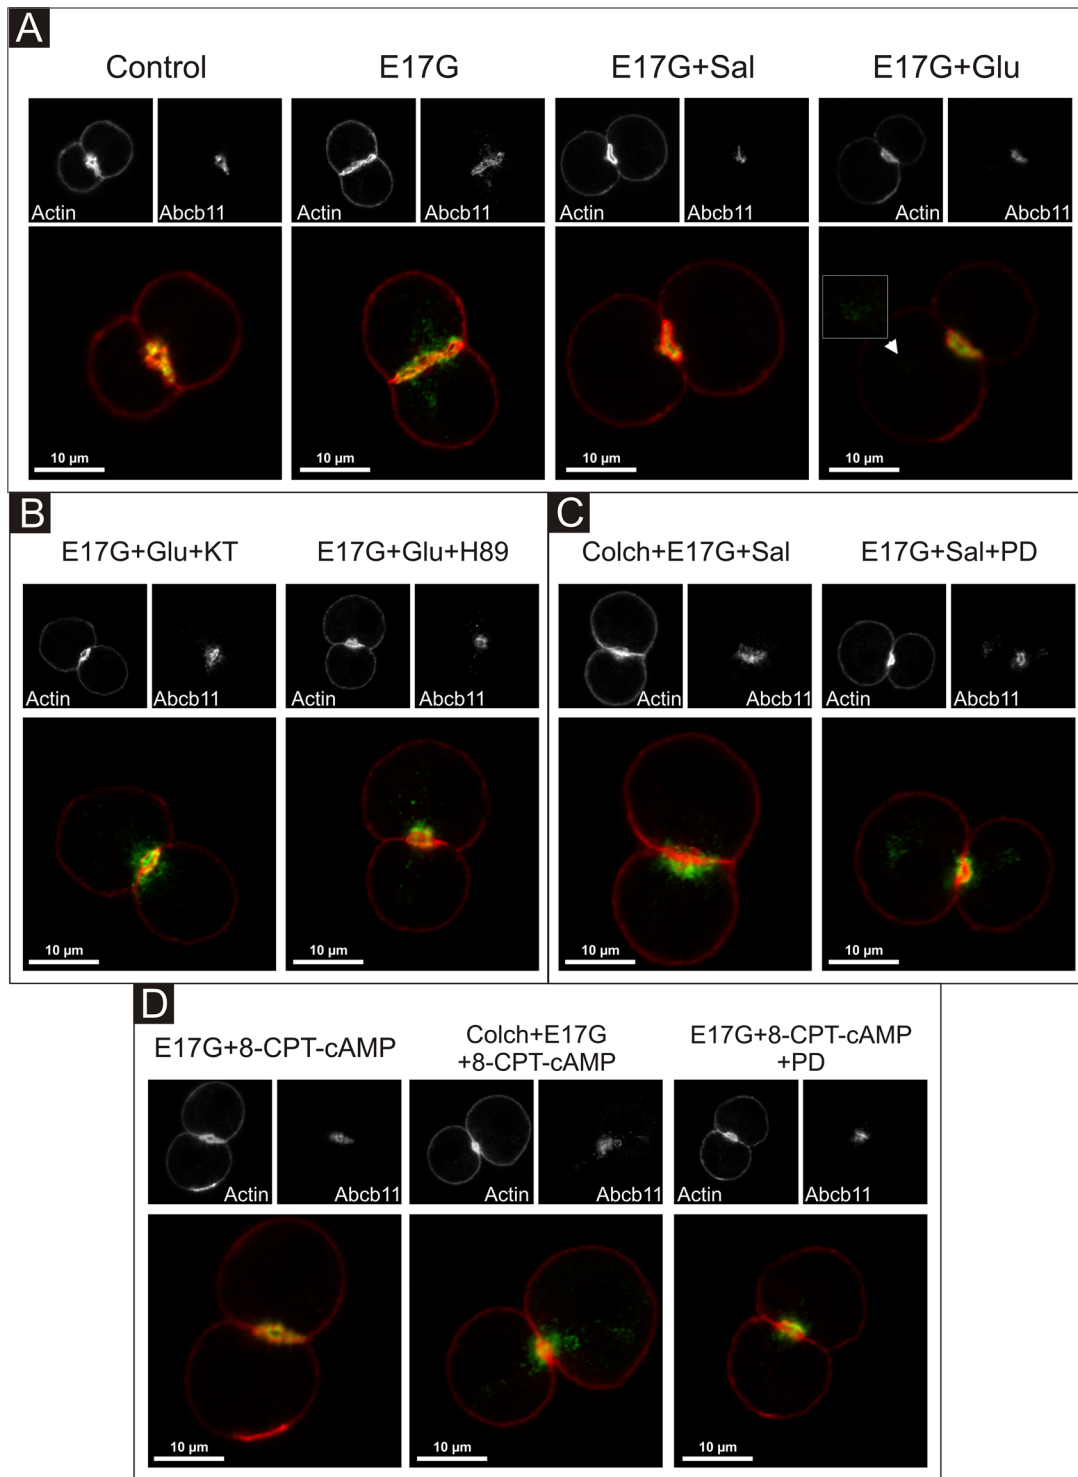 A
Control
E17G
E17G+Sal
E17G+Glu
Actin
Abcb11
Actin
Abcb11
Actin
Abcb11
Actin
Abcb11
10 µm
10 µm
10 µm
10 µm
B
E17G+Glu+KT
E17G+Glu+H89
Actin
Abcb11
Actin
Abcb11
10 µm
10 µm
C
Colch+E17G+Sal
E17G+Sal+PD
Actin
Abcb11
Actin
Abcb11
10 µm
10 µm
D
E17G+8-CPT-cAMP
Colch+E17G
+8-CPT-cAMP
E17G+8-CPT-cAMP
+PD
Actin
Abcb11
Actin
Abcb11
Actin
Abcb11
10 µm
10 µm
10 µm